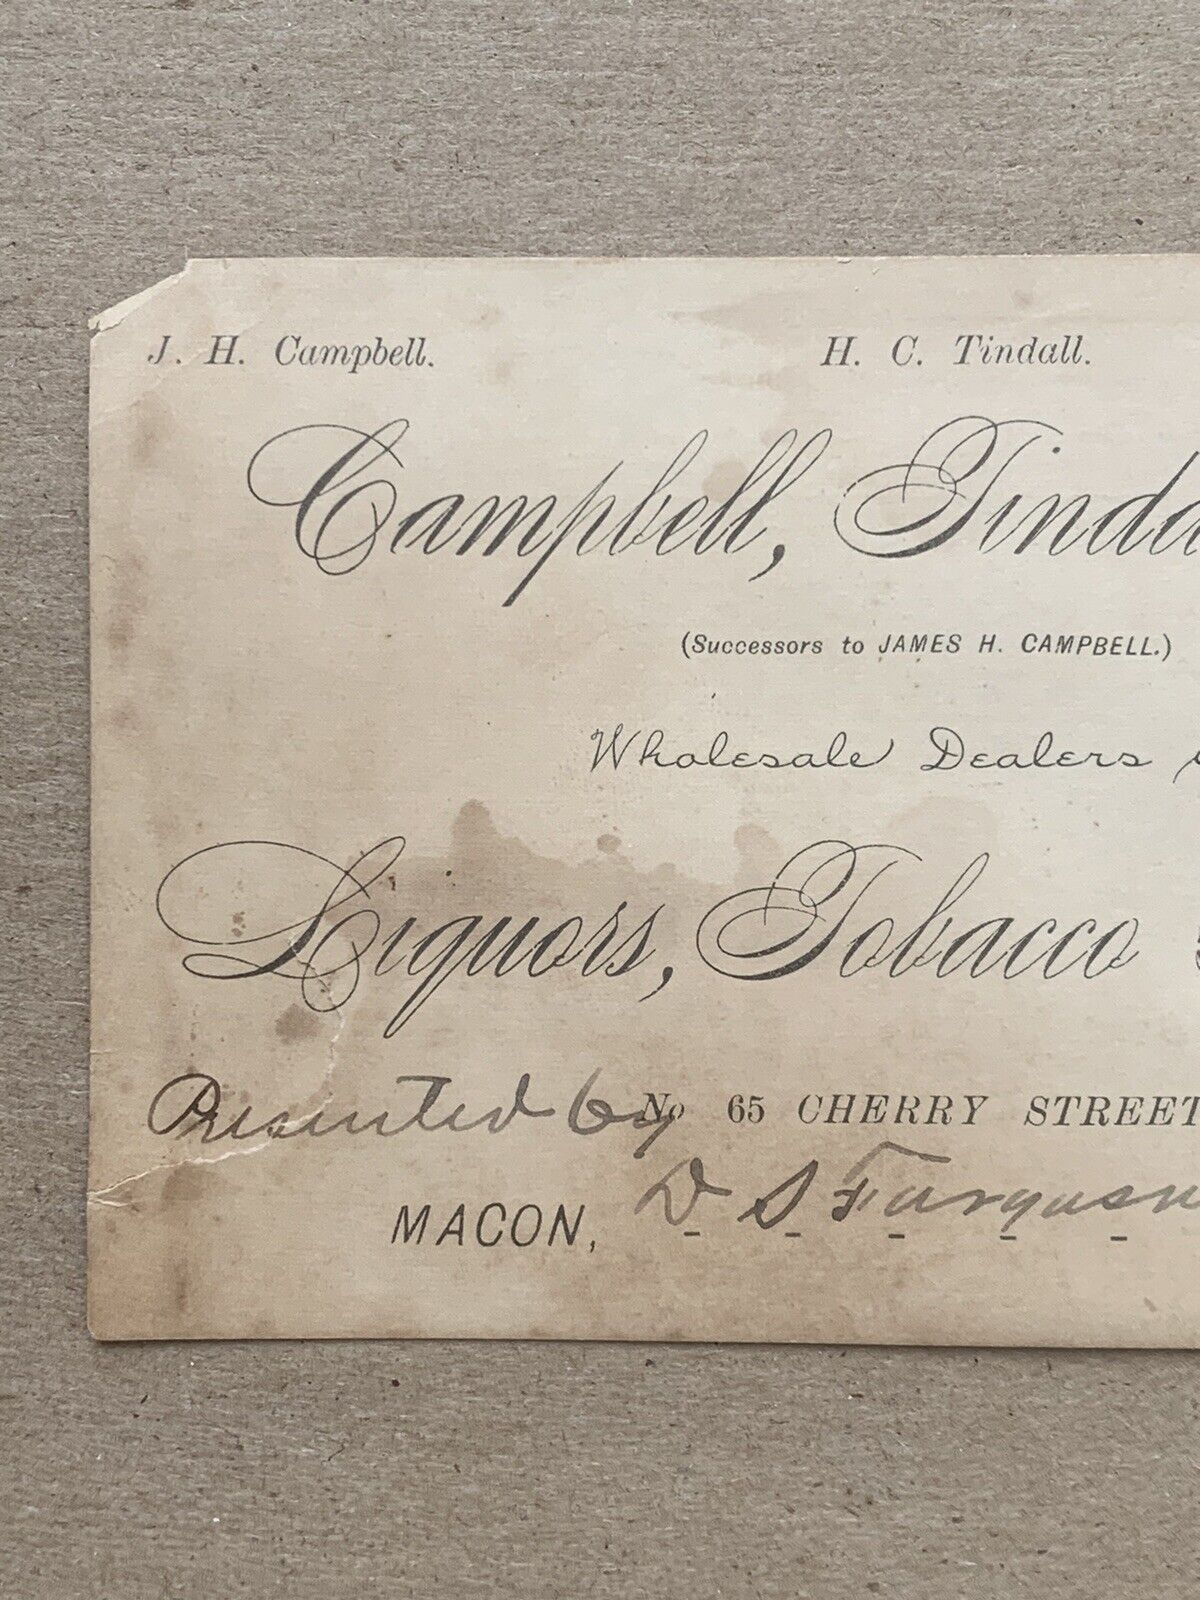 J. H. Campbell. H. C. Tindall.
Campbell, Tinda
(Successors to JAMES H. CAMPBELL.)
Wholesale Dealers
Liquors, Tobacco
Presented by No 65 CHERRY STREET
MACON, D S Furguson